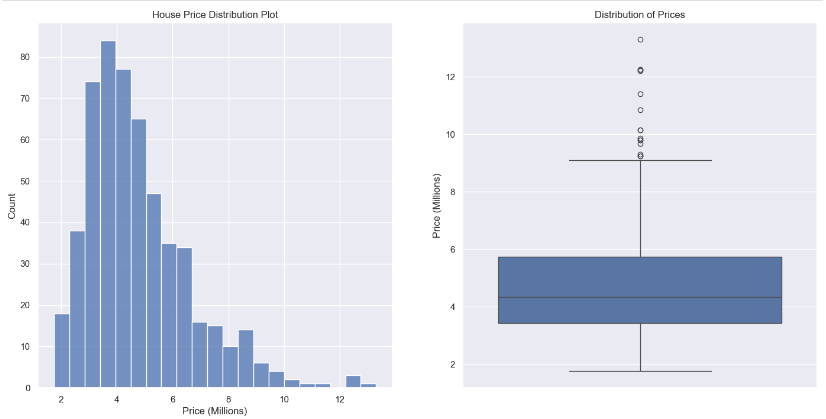 House Price Distribution Plot
80
70
60
50
40
30
20
10
0
Count
2 4 6 8 10 12
Price (Millions)
Distribution of Prices
12
10
8
6
4
2
Price (Millions)